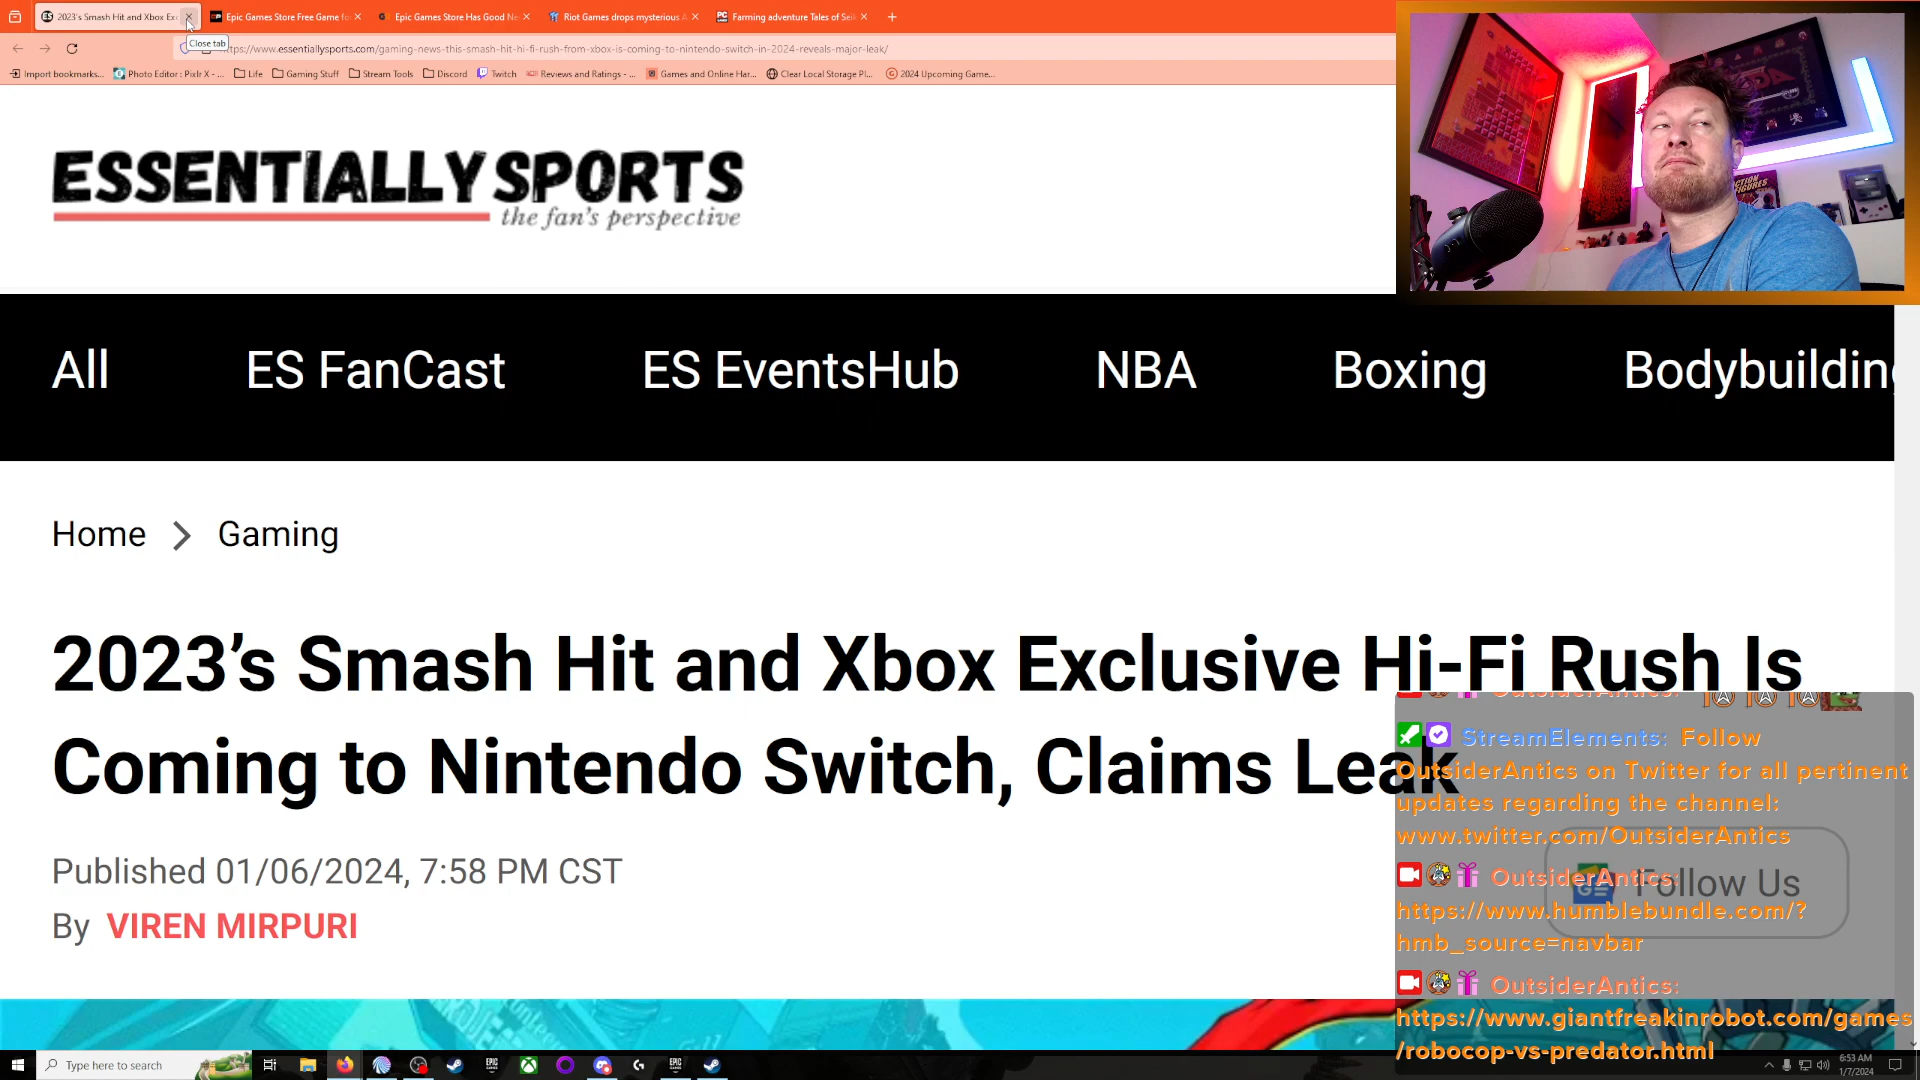 2023's Smash Hit and Xbox Exc
Epic Games Store Free Game fo
Epic Games Store Has Good Ne
Riot Games drops mysterious
Farming adventure Tales of Sei
Close tab
https://www.essentiallysports.com/gaming-news-this-smash-hit-hi-fi-rush-from-xbox-is-coming-to-nintendo-switch-in-2024-reveals-major-leak/
Import bookmarks... Photo Editor : Pixlr X - ... Life Gaming Stuff Stream Tools Discord Twitch Reviews and Ratings - ... Games and Online Har... Clear Local Storage Pl... 2024 Upcoming Game...
ESSENTIALLY SPORTS
the fan's perspective
All ES FanCast ES EventsHub NBA Boxing Bodybuilding
Home > Gaming
2023's Smash Hit and Xbox Exclusive Hi-Fi Rush Is
Coming to Nintendo Switch, Claims Leak
Published 01/06/2024, 7:58 PM CST
By VIREN MIRPURI
Follow Us
OutsiderAntics:
StreamElements: Follow
OutsiderAntics on Twitter for all pertinent
updates regarding the channel:
www.twitter.com/OutsiderAntics
OutsiderAntics:
https://www.humblebundle.com/?
hmb_source=navbar
OutsiderAntics:
https://www.giantfreakinrobot.com/games
/robocop-vs-predator.html
Type here to search
6:53 AM
1/7/2024